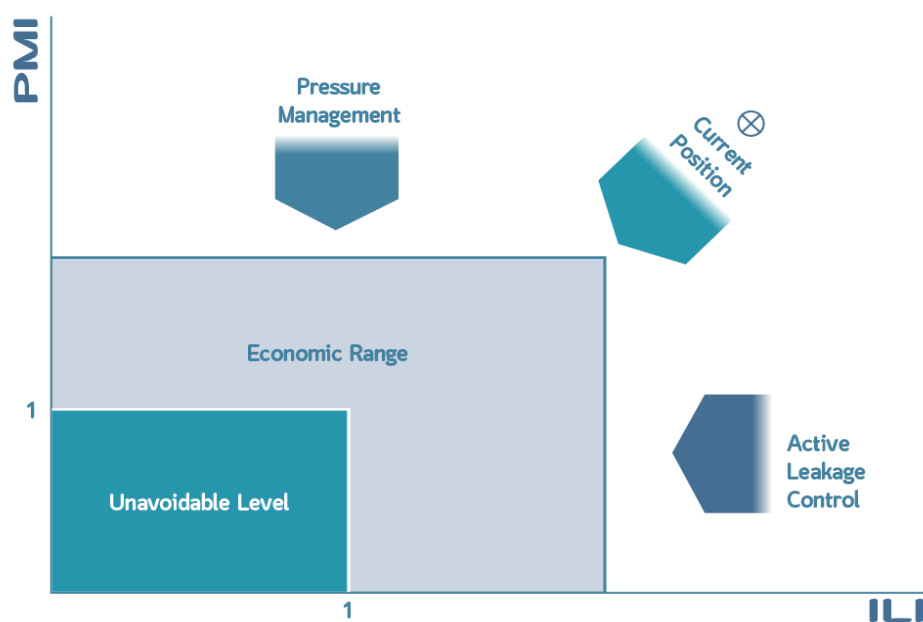 PMI
Pressure
Management
Current
Position
Economic Range
1
Unavoidable Level
Active
Leakage
Control
1
ILI